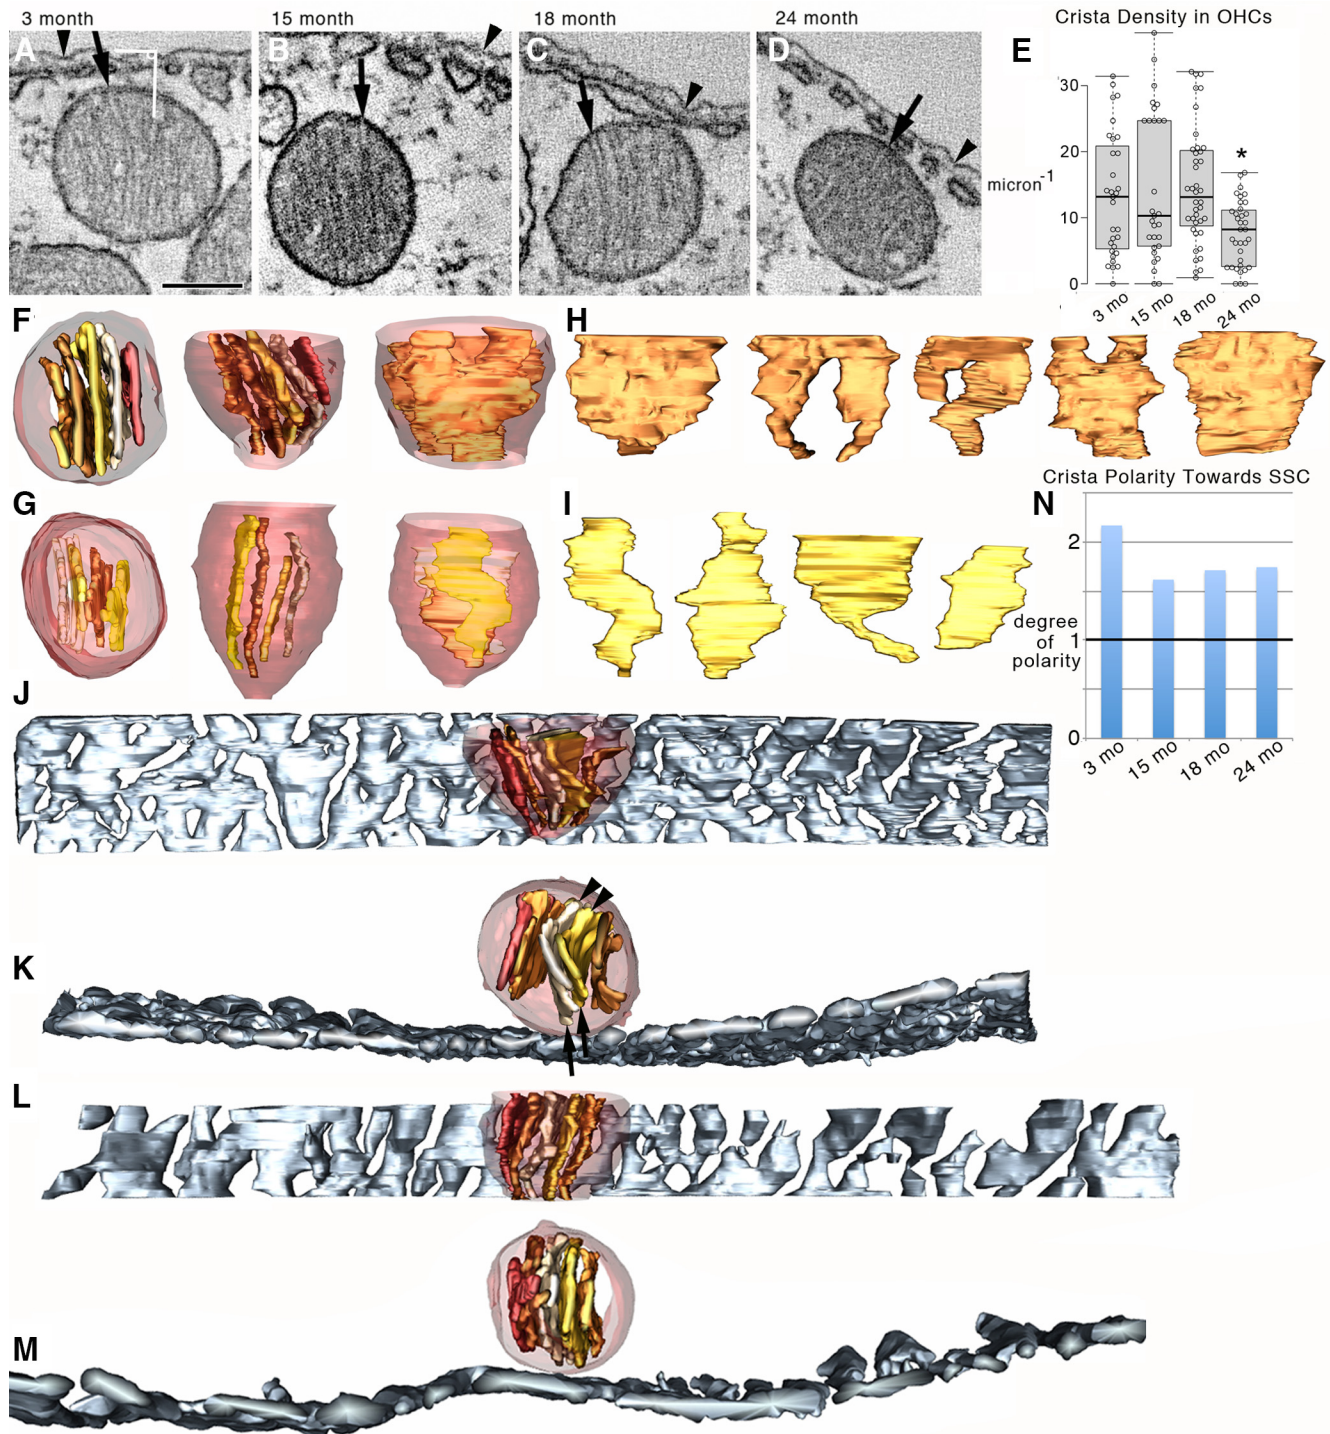 3 month
15 month
18 month
24 month
Crista Density in OHCs
A
B
C
D
E
30
20
*
micron-1
10
0
3 mo
15 mo
18 mo
24 mo
F
H
Crista Polarity Towards SSC
G
I
N
2
degree
of
polarity
1
0
3 mo
15 mo
18 mo
24 mo
J
K
L
M